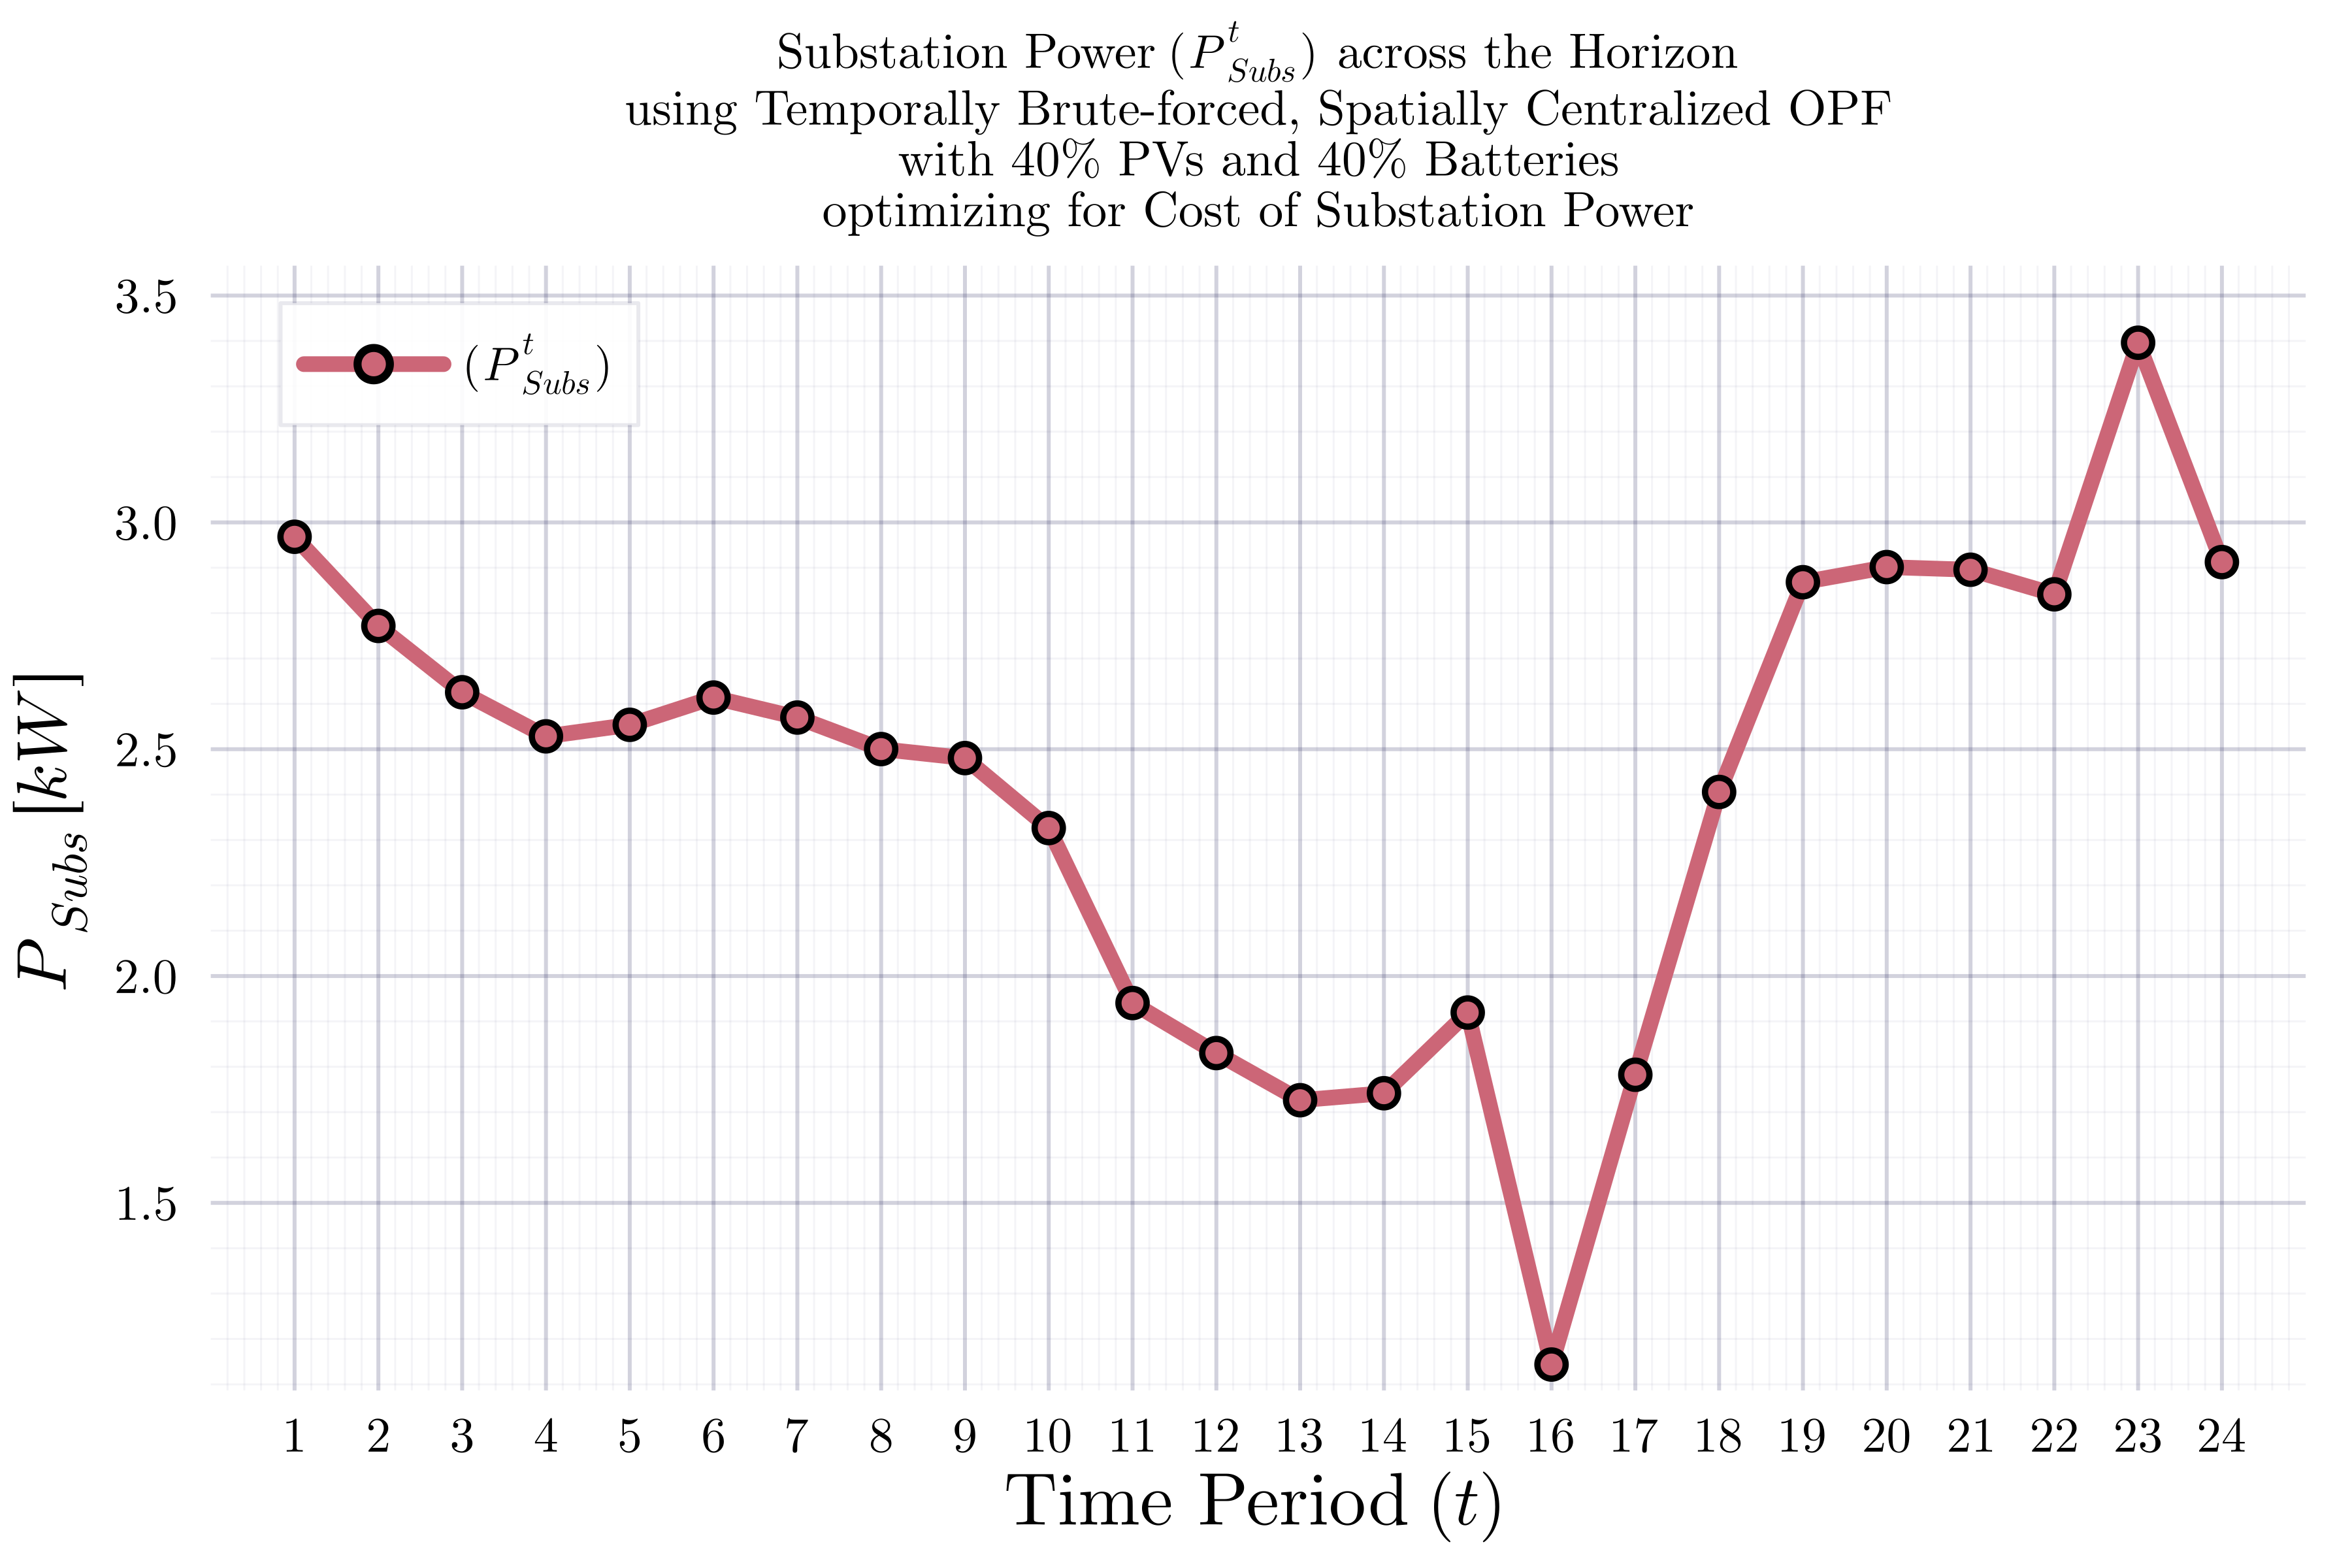 Substation Power (P^t_Subs) across the Horizon
using Temporally Brute-forced, Spatially Centralized OPF
with 40% PVs and 40% Batteries
optimizing for Cost of Substation Power
(P^t_Subs)
P_Subs [kW]
3.5
3.0
2.5
2.0
1.5
1 2 3 4 5 6 7 8 9 10 11 12 13 14 15 16 17 18 19 20 21 22 23 24
Time Period (t)